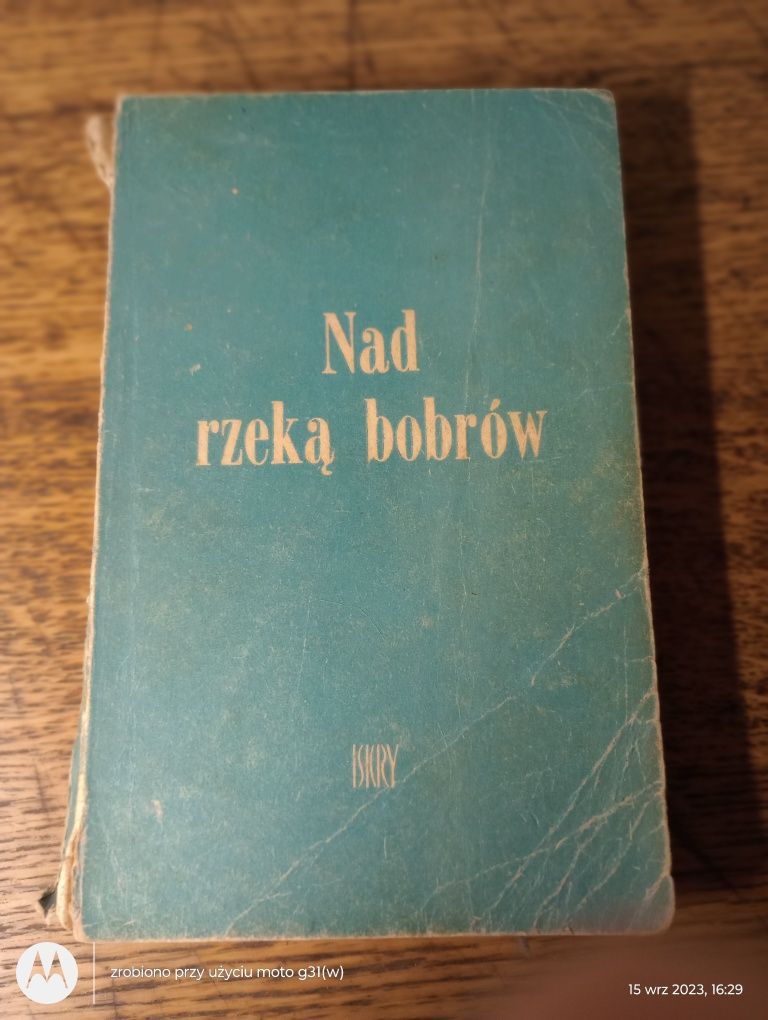 Nad
rzeką bobrów
ISKRY
zrobiono przy użyciu moto g31(w)
15 wrz 2023, 16:29